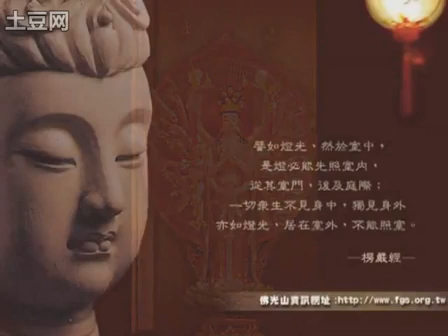 土豆网
譬如燈光，然於室中，
是燈必能先照室內，
從其室門，後及庭際；
一切眾生不見身中，獨見身外
亦如燈光，居在室外，不能照室。
—楞嚴經—
佛光山資訊網址:http://www.fgs.org.tw